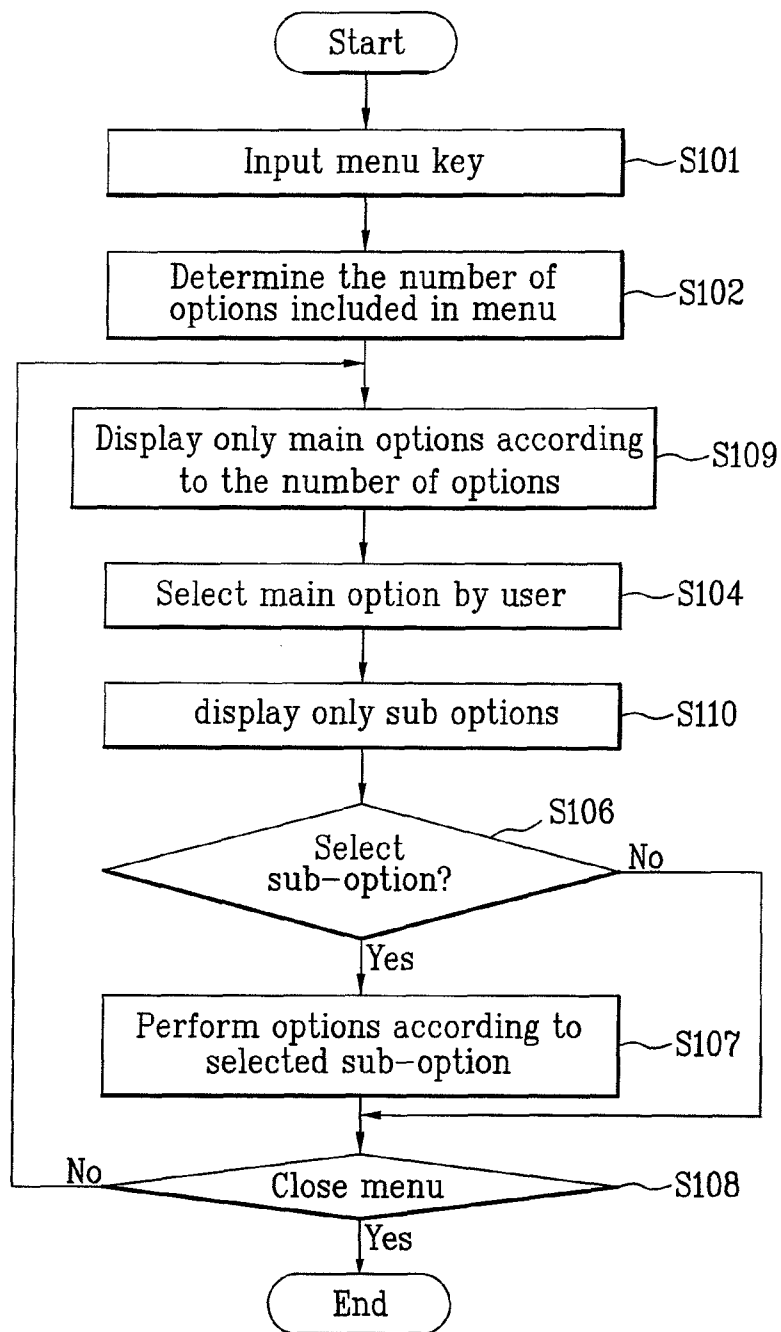 Start
Input menu key
S101
Determine the number of
options included in menu
S102
Display only main options according
to the number of options
S109
Select main option by user
S104
display only sub options
S110
S106
Select
sub-option?
No
Yes
Perform options according to
selected sub-option
S107
No
Close menu
S108
Yes
End